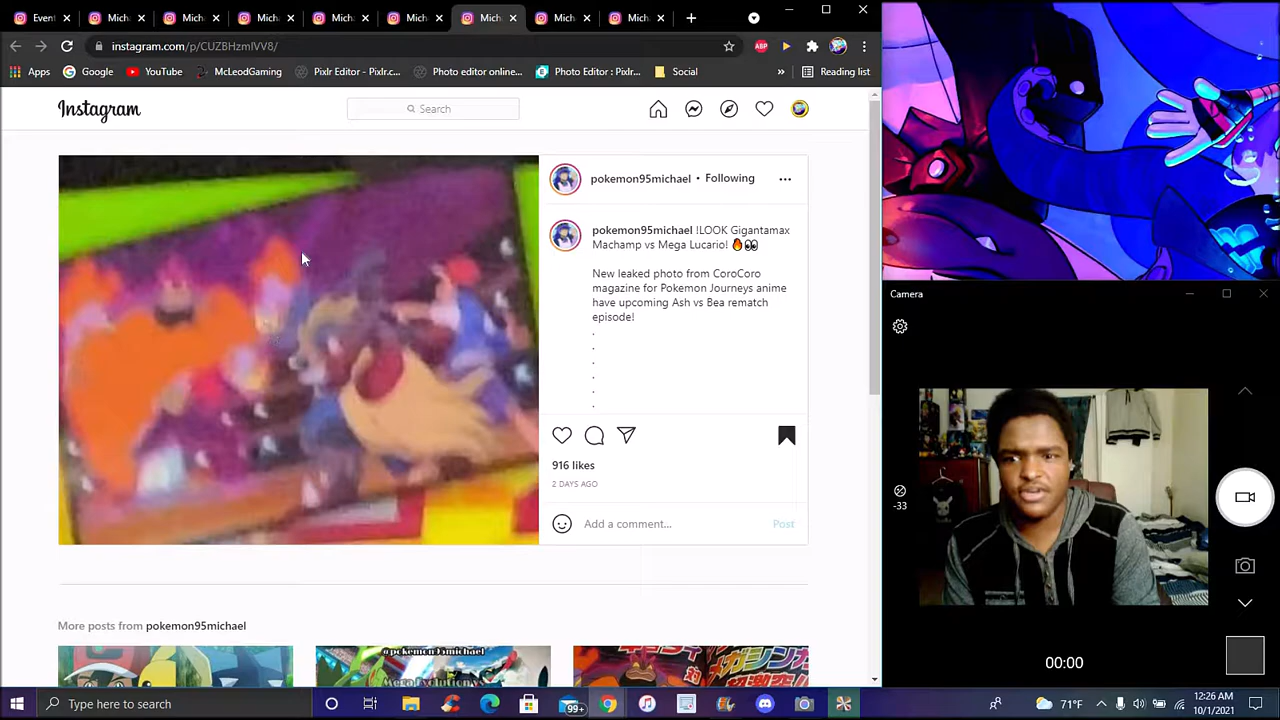 Event
Mich
Mich
Mich
Mich
Mich
Mich
Mich
Mich
instagram.com/p/CUZBHzmlVV8/
Apps
Google
YouTube
McLeodGaming
Pixlr Editor - Pixlr.c...
Photo editor online...
Photo Editor : Pixlr...
Social
»
Reading list
Instagram
Search
pokemon95michael • Following
pokemon95michael !LOOK Gigantamax
Machamp vs Mega Lucario! 🔥👀
New leaked photo from CoroCoro
magazine for Pokemon Journeys anime
have upcoming Ash vs Bea rematch
episode!
.
.
.
.
.
.
916 likes
2 DAYS AGO
Add a comment...
Post
More posts from pokemon95michael
#pokemon95michael
Camera
-33
00:00
Type here to search
99+
71°F
12:26 AM
10/1/2021